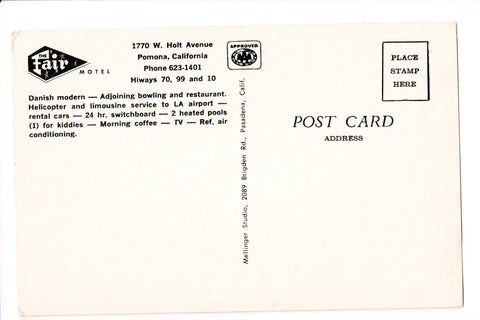 THE
fair
MOTEL
1770 W. Holt Avenue
Pomona, California
Phone 623-1401
Hiways 70, 99 and 10
APPROVED
AAA
Danish modern — Adjoining bowling and restaurant.
Helicopter and limousine service to LA airport —
rental cars — 24 hr. switchboard — 2 heated pools
(1) for kiddies — Morning coffee — TV — Ref. air
conditioning.
Mellinger Studio, 2089 Brigden Rd., Pasadena, Calif.
PLACE
STAMP
HERE
POST CARD
ADDRESS